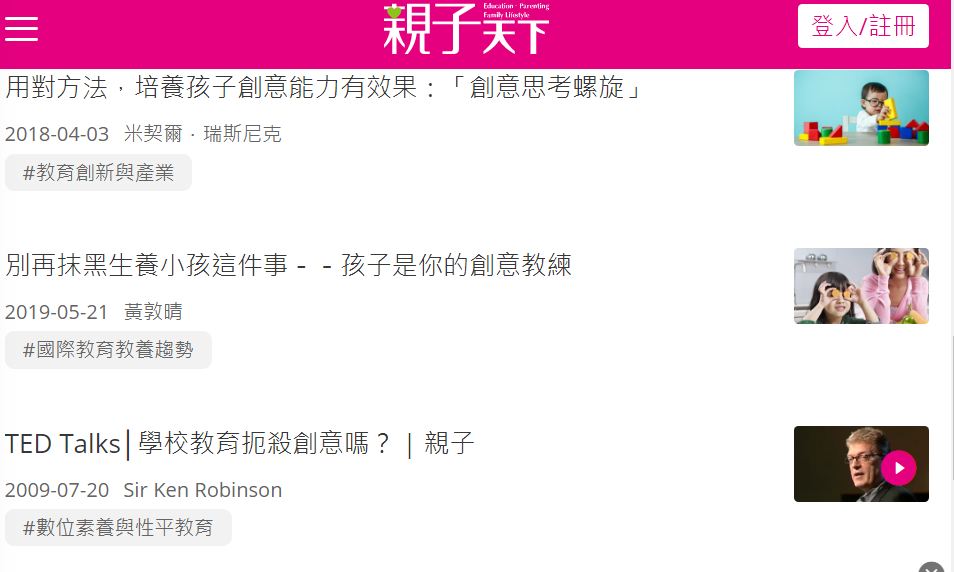 親子天下
Education · Parenting
Family Lifestyle
登入/註冊
用對方法，培養孩子創意能力有效果：「創意思考螺旋」
2018-04-03 米契爾．瑞斯尼克
#教育創新與產業
別再抹黑生養小孩這件事－－孩子是你的創意教練
2019-05-21 黃敦晴
#國際教育教養趨勢
TED Talks│學校教育扼殺創意嗎？ | 親子
2009-07-20 Sir Ken Robinson
#數位素養與性平教育